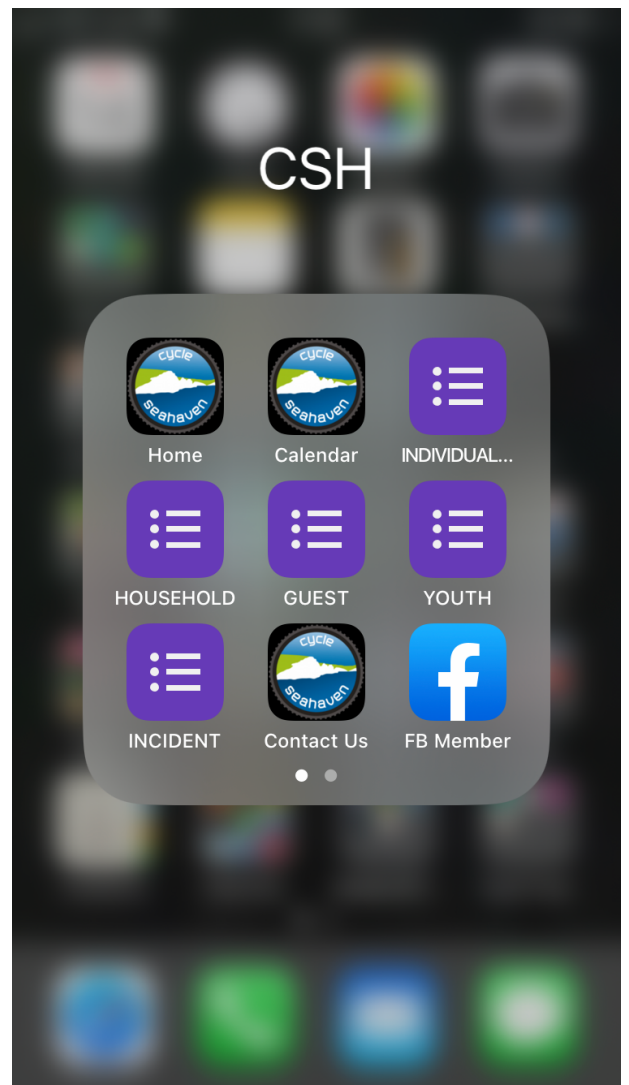 CSH
cycle
seahaven
cycle
seahaven
Home
Calendar
INDIVIDUAL...
HOUSEHOLD
GUEST
YOUTH
cycle
seahaven
f
INCIDENT
Contact Us
FB Member